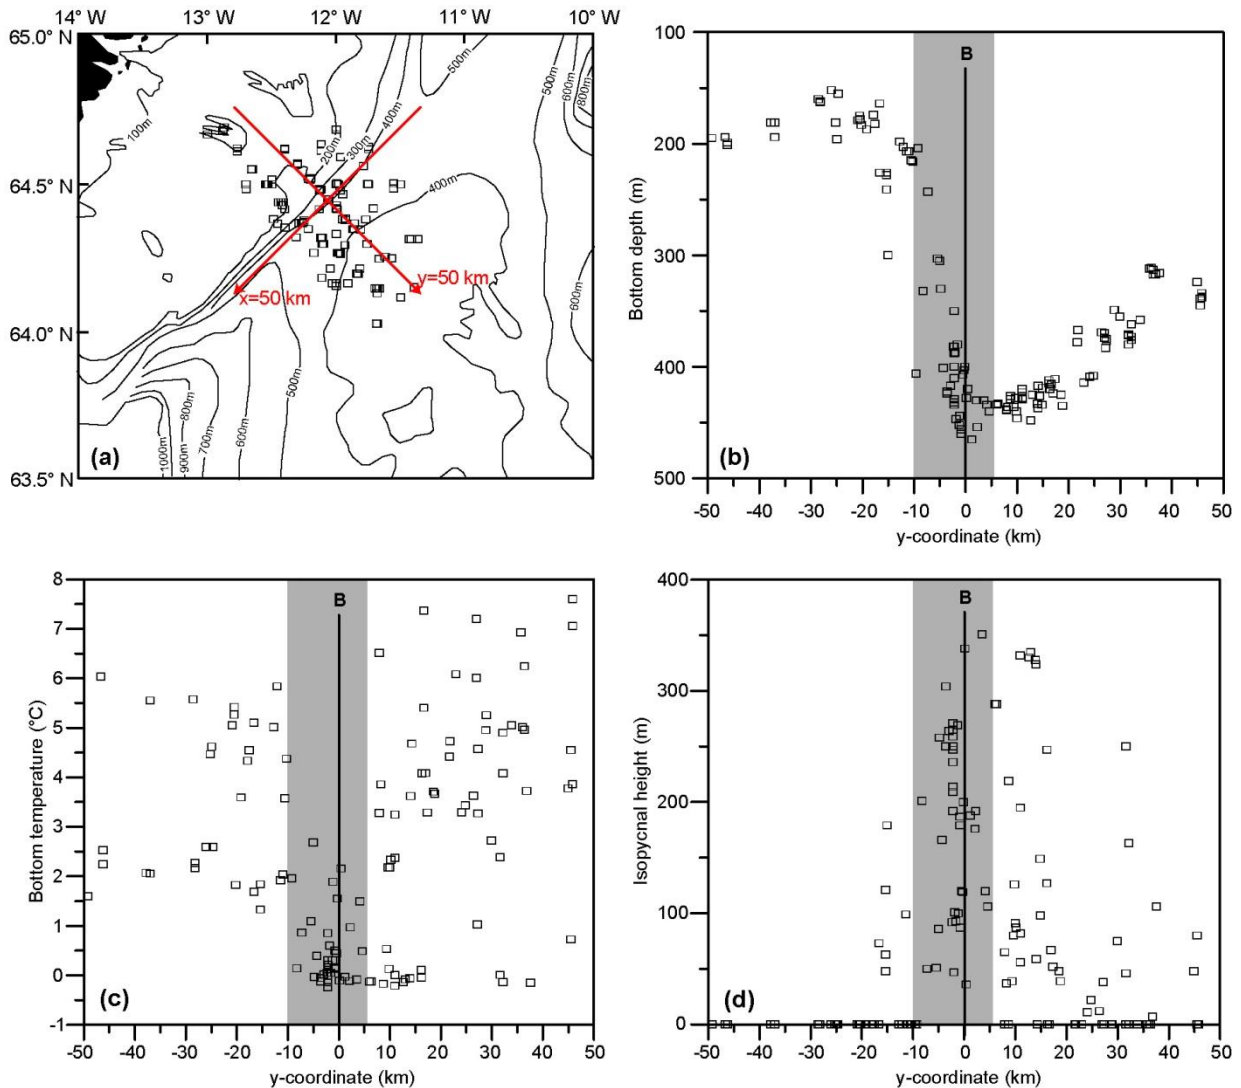 14° W 13° W 12° W 11° W 10° W
65.0° N
64.5° N
64.0° N
63.5° N
100m
200m
300m
400m
500m
500m
600m
800m
400m
600m
500m
600m
700m
800m
900m
1000m
x=50 km
y=50 km
(a)
B
100
200
300
400
500
Bottom depth (m)
-50 -40 -30 -20 -10 0 10 20 30 40 50
y-coordinate (km)
(b)
B
8
7
6
5
4
3
2
1
0
-1
Bottom temperature (°C)
-50 -40 -30 -20 -10 0 10 20 30 40 50
y-coordinate (km)
(c)
B
400
300
200
100
0
Isopycnal height (m)
-50 -40 -30 -20 -10 0 10 20 30 40 50
y-coordinate (km)
(d)